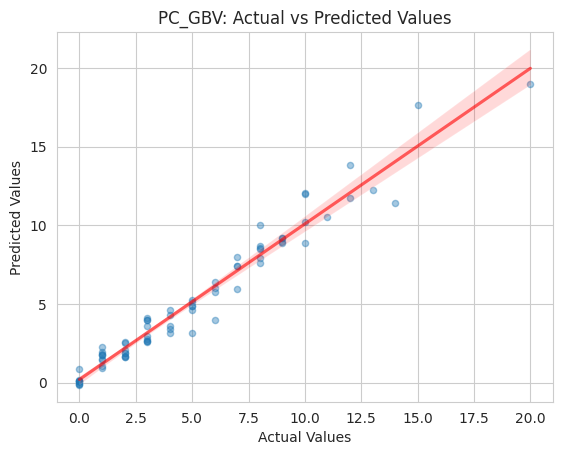 PC_GBV: Actual vs Predicted Values
Predicted Values
20
15
10
5
0
0.0 2.5 5.0 7.5 10.0 12.5 15.0 17.5 20.0
Actual Values